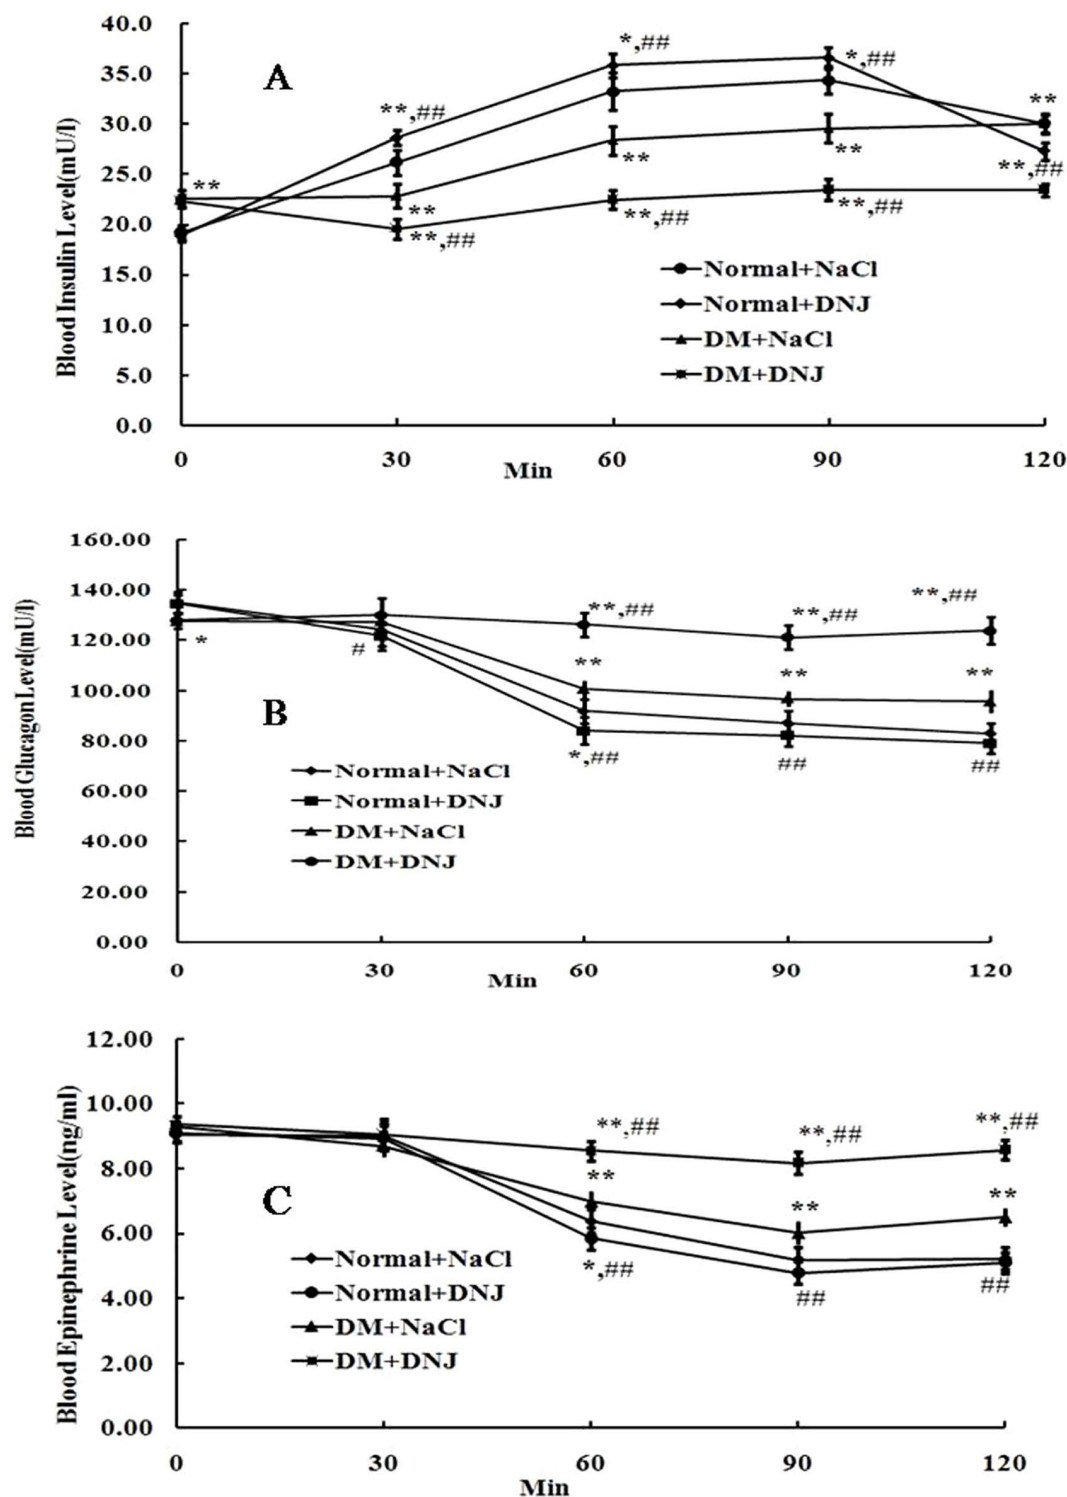 40.0
*,##
*,##
35.0
A
**,##
**
30.0
**
**
**,##
25.0
**
**
**,##
**,##
20.0
**,##
Normal+NaCl
15.0
Normal+DNJ
10.0
DM+NaCl
5.0
DM+DNJ
0.0
Blood Insulin Level(mU/l)
0 30 60 90 120
Min
160.00
140.00
**,##
**,##
**,##
120.00
*
#
**
**
**
100.00
B
80.00
*,##
##
##
Normal+NaCl
60.00
Normal+DNJ
40.00
DM+NaCl
DM+DNJ
20.00
0.00
Blood Glucagon Level(mU/l)
0 30 60 90 120
Min
12.00
10.00
**,##
**,##
**,##
8.00
**
**
**
C
6.00
*,##
##
##
Normal+NaCl
Normal+DNJ
4.00
DM+NaCl
2.00
DM+DNJ
0.00
Blood Epinephrine Level(ng/ml)
0 30 60 90 120
Min